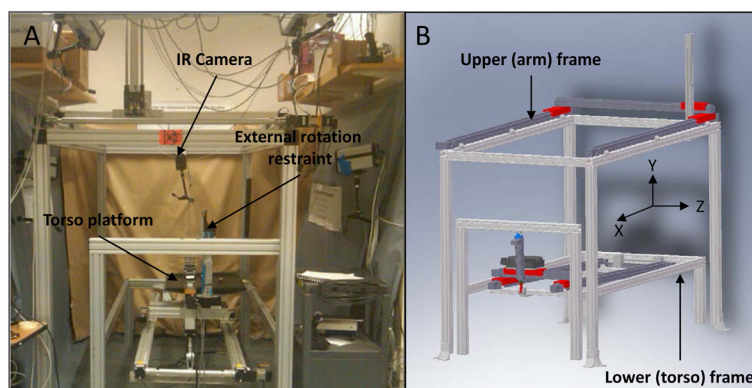 A
IR Camera
External rotation
restraint
Torso platform
B
Upper (arm) frame
Y
Z
X
Lower (torso) frame